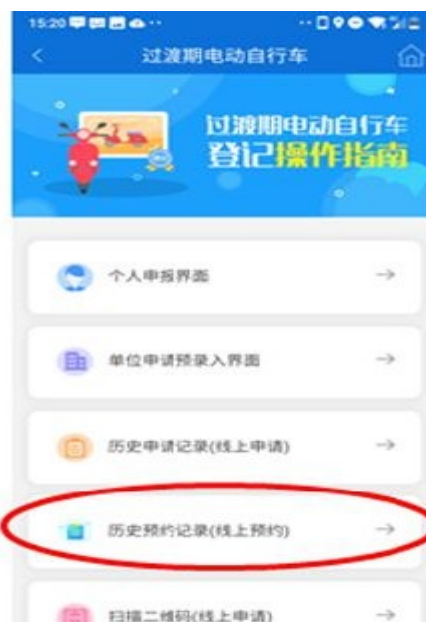 15:20
过渡期电动自行车
过渡期电动自行车
登记操作指南
个人申报界面
单位申请预录入界面
历史申请记录(线上申请)
历史预约记录(线上预约)
扫描二维码(线上申请)